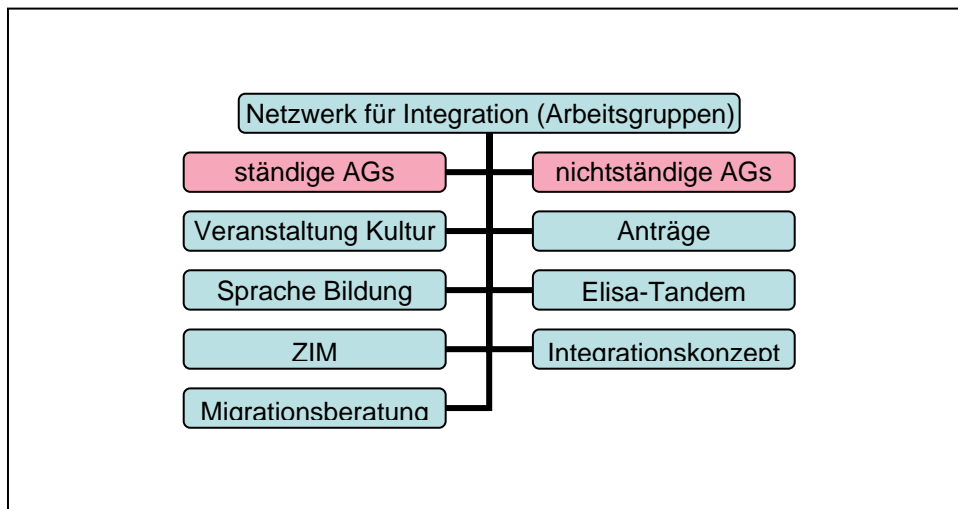 Netzwerk für Integration (Arbeitsgruppen)
ständige AGs
nichtständige AGs
Veranstaltung Kultur
Anträge
Sprache Bildung
Elisa-Tandem
ZIM
Integrationskonzept
Migrationsberatung